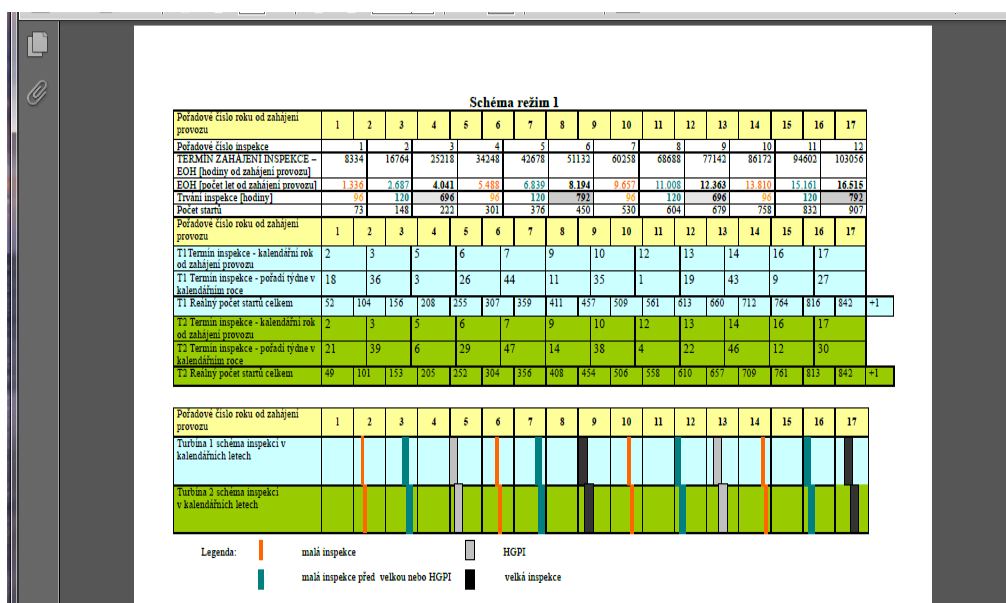 Schéma režim 1
Pořadové číslo roku od zahájení
provozu 1 2 3 4 5 6 7 8 9 10 11 12 13 14 15 16 17
Pořadové číslo inspekce 1 2 3 4 5 6 7 8 9 10 11 12
TERMÍN ZAHÁJENÍ INSPEKCE – 8334 16764 25218 34248 42678 51132 60258 68688 77142 86172 94602 103056
EOH [hodiny od zahájení provozu]
EOH [počet let od zahájení provozu] 1.336 2.687 4.041 5.488 6.839 8.194 9.657 11.008 12.363 13.810 15.161 16.515
Trvání inspekce [hodiny] 96 120 696 96 120 792 96 120 696 96 120 792
Počet startů 73 148 222 301 376 450 530 604 679 758 832 907
Pořadové číslo roku od zahájení
provozu 1 2 3 4 5 6 7 8 9 10 11 12 13 14 15 16 17
T1Termín inspekce - kalendářní rok 2 3 5 6 7 9 10 12 13 14 16 17
od zahájení provozu
T1 Termín inspekce - pořadí týdne v 18 36 3 26 44 11 35 1 19 43 9 27
kalendářním roce
T1 Reálný počet startů celkem 52 104 156 208 255 307 359 411 457 509 561 613 660 712 764 816 842 +1
T2 Termín inspekce - kalendářní rok 2 3 5 6 7 9 10 12 13 14 16 17
od zahájení provozu
T2 Termín inspekce - pořadí týdne v 21 39 6 29 47 14 38 4 22 46 12 30
kalendářním roce
T2 Reálný počet startů celkem 49 101 153 205 252 304 356 408 454 506 558 610 657 709 761 813 842 +1
Pořadové číslo roku od zahájení
provozu 1 2 3 4 5 6 7 8 9 10 11 12 13 14 15 16 17
Turbína 1 schéma inspekcí v
kalendářních letech
Turbína 2 schéma inspekcí
v kalendářních letech
Legenda: malá inspekce HGPI
malá inspekce před velkou nebo HGPI velká inspekce